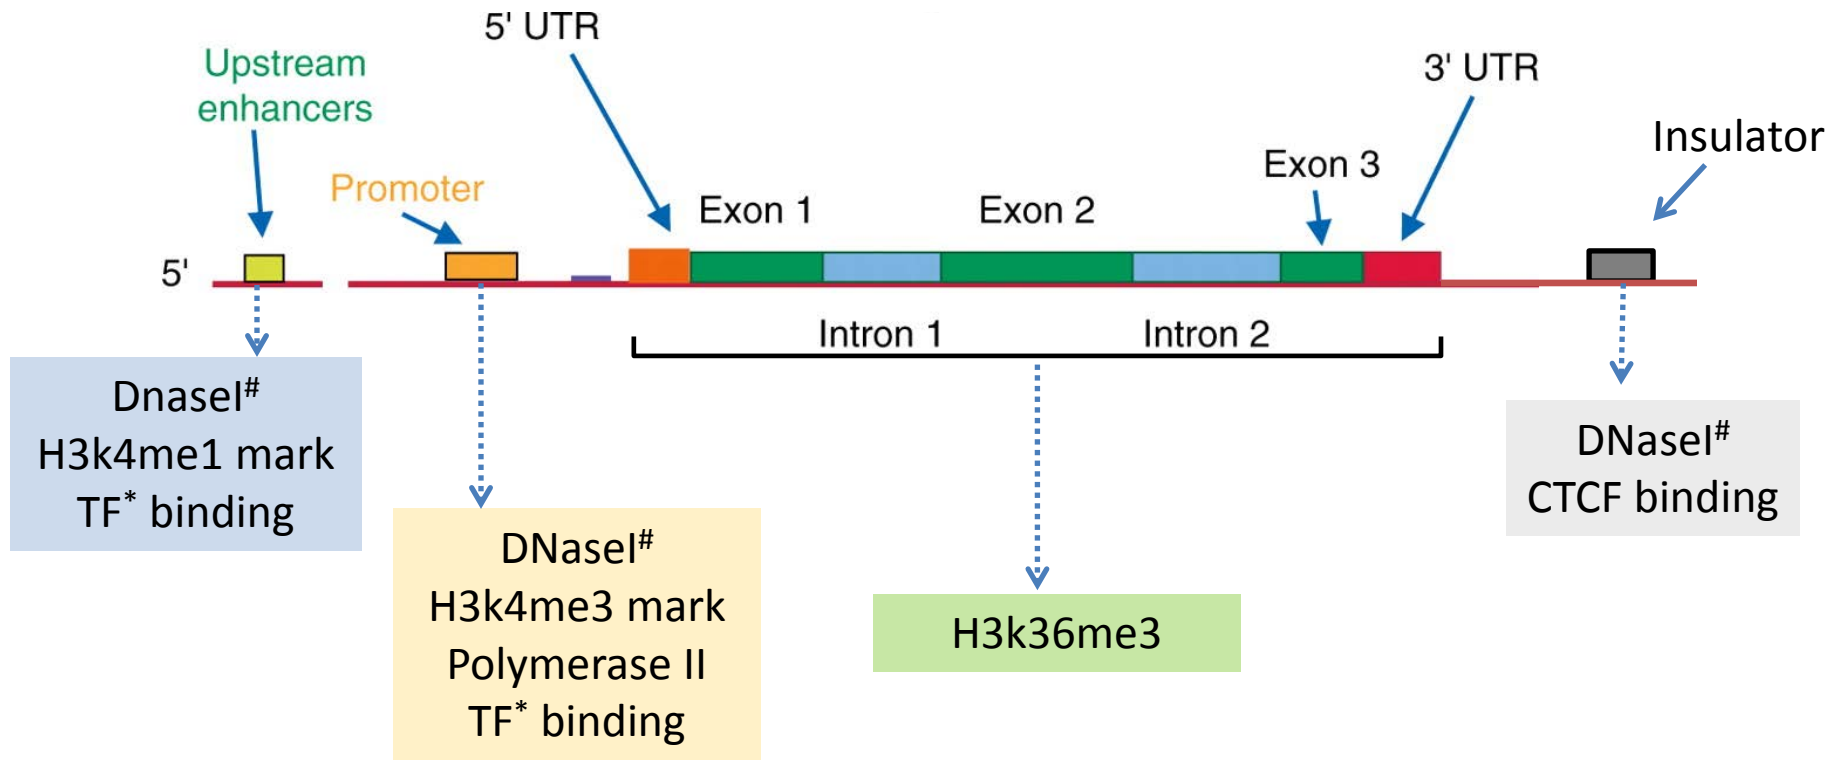 5' UTR
Upstream
enhancers
3' UTR
Insulator
Promoter
Exon 3
Exon 1
Exon 2
5'
Intron 1
Intron 2
DnaseI#
H3k4me1 mark
TF* binding
DNaseI#
H3k4me3 mark
Polymerase II
TF* binding
H3k36me3
DNaseI#
CTCF binding